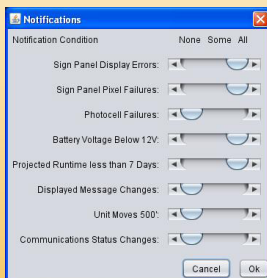 Notifications
Notification Condition None Some All
Sign Panel Display Errors:
Sign Panel Pixel Failures:
Photocell Failures:
Battery Voltage Below 12V:
Projected Runtime less than 7 Days:
Displayed Message Changes:
Unit Moves 500':
Communications Status Changes:
Cancel Ok